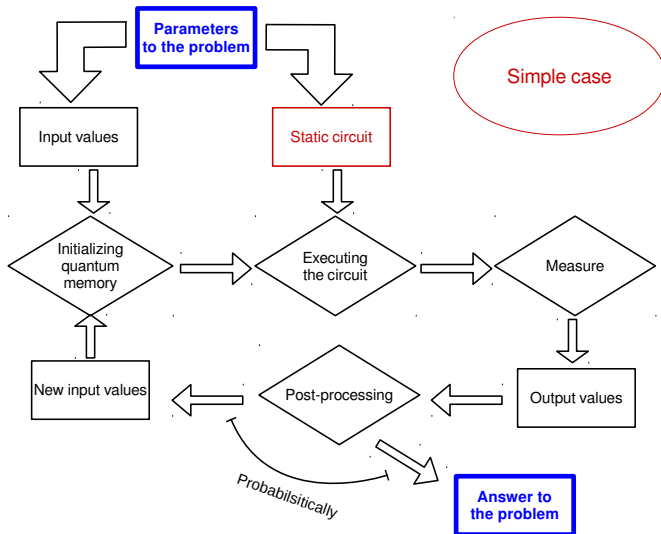 Parameters
to the problem
Simple case
Input values
Static circuit
Initializing
quantum
memory
Executing
the circuit
Measure
New input values
Post-processing
Output values
Probabilsitically
Answer to
the problem